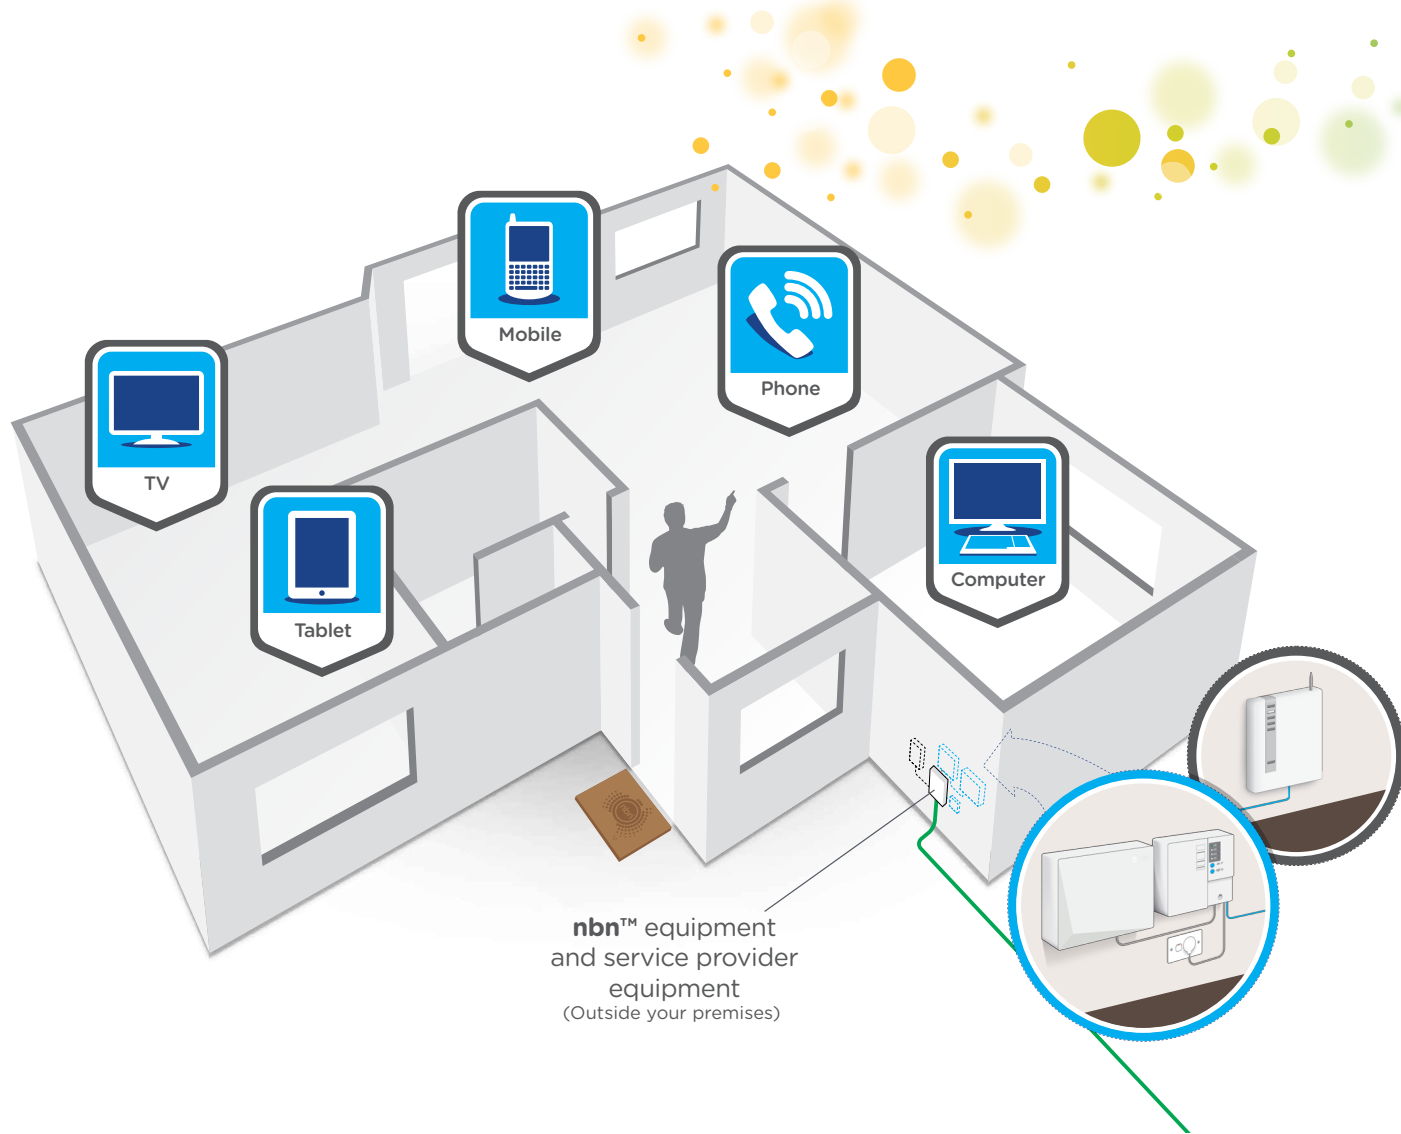 Mobile
Phone
TV
Computer
Tablet
nbn™ equipment
and service provider
equipment
(Outside your premises)